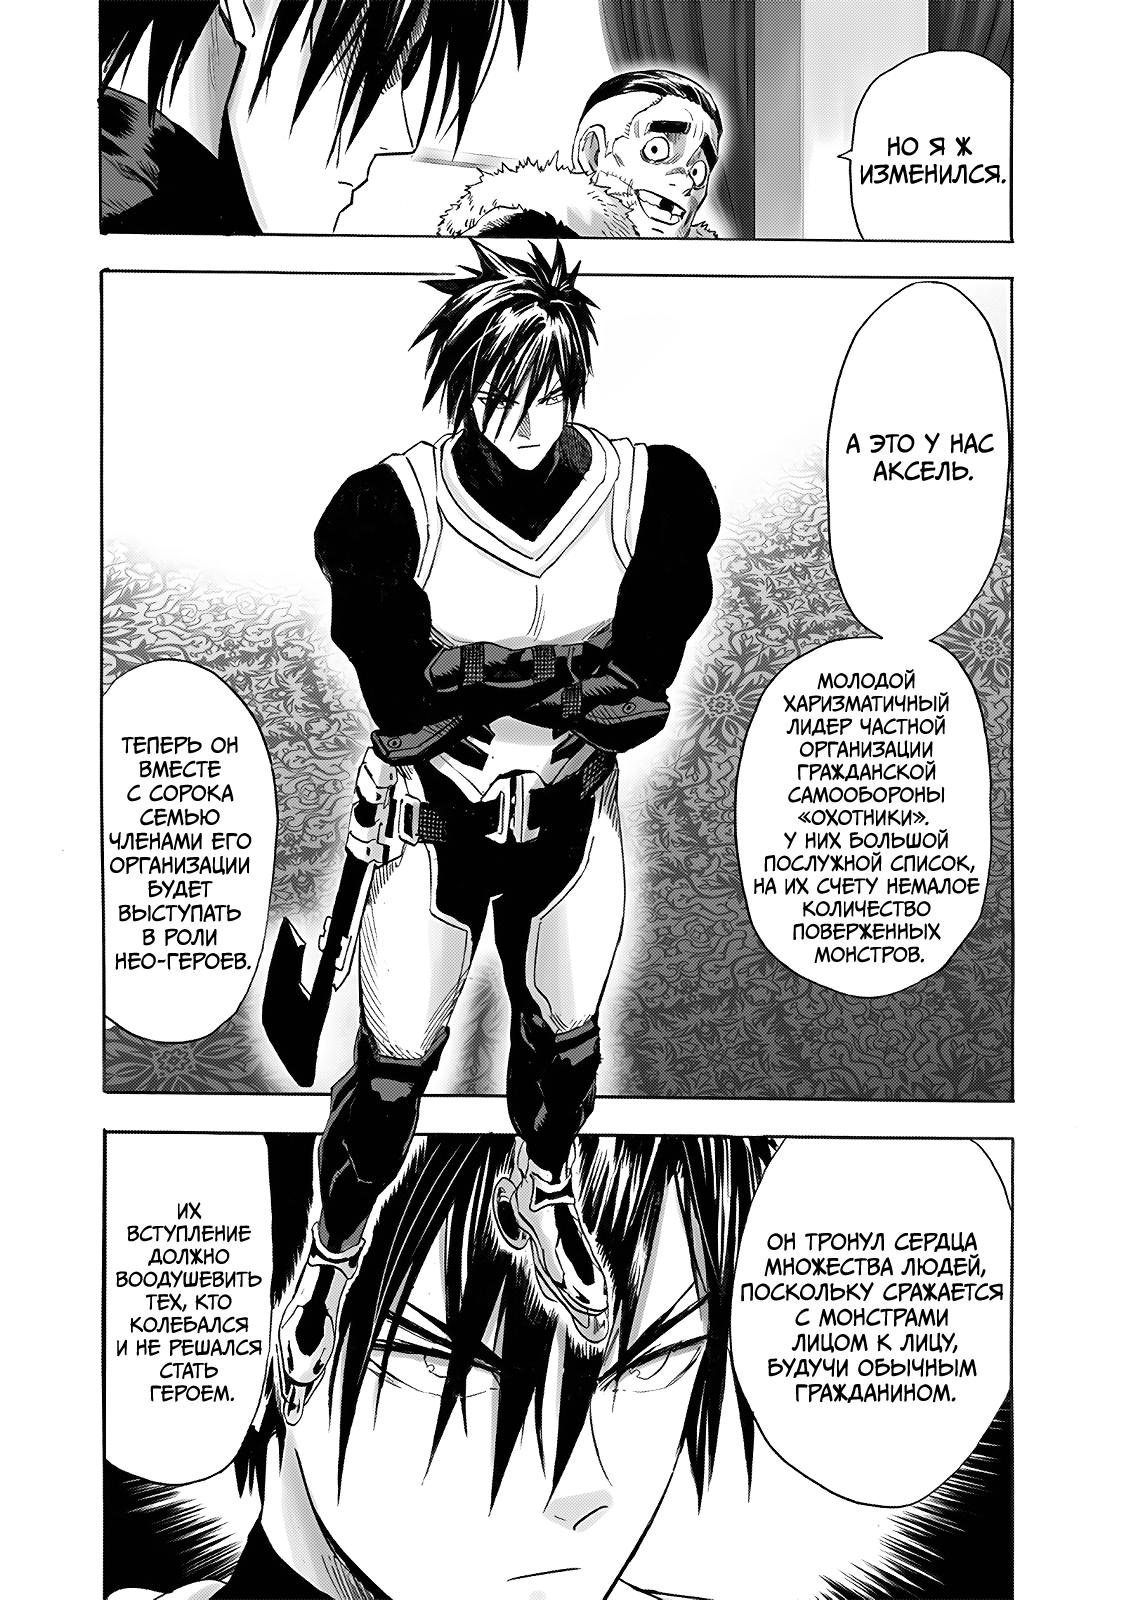 НО Я Ж
ИЗМЕНИЛСЯ.
А ЭТО У НАС
АКСЕЛЬ.
МОЛОДОЙ
ХАРИЗМАТИЧНЫЙ
ЛИДЕР ЧАСТНОЙ
ОРГАНИЗАЦИИ
ГРАЖДАНСКОЙ
САМООБОРОНЫ
«ОХОТНИКИ».
У НИХ БОЛЬШОЙ
ПОСЛУЖНОЙ СПИСОК,
НА ИХ СЧЕТУ НЕМАЛОЕ
КОЛИЧЕСТВО
ПОВЕРЖЕННЫХ
МОНСТРОВ.
ТЕПЕРЬ ОН
ВМЕСТЕ
С СОРОКА
СЕМЬЮ
ЧЛЕНАМИ ЕГО
ОРГАНИЗАЦИИ
БУДЕТ
ВЫСТУПАТЬ
В РОЛИ
НЕО-ГЕРОЕВ.
ОН ТРОНУЛ СЕРДЦА
МНОЖЕСТВА ЛЮДЕЙ,
ПОСКОЛЬКУ СРАЖАЕТСЯ
С МОНСТРАМИ
ЛИЦОМ К ЛИЦУ,
БУДУЧИ ОБЫЧНЫМ
ГРАЖДАНИНОМ.
ИХ
ВСТУПЛЕНИЕ
ДОЛЖНО
ВООДУШЕВИТЬ
ТЕХ, КТО
КОЛЕБАЛСЯ
И НЕ РЕШАЛСЯ
СТАТЬ
ГЕРОЕМ.